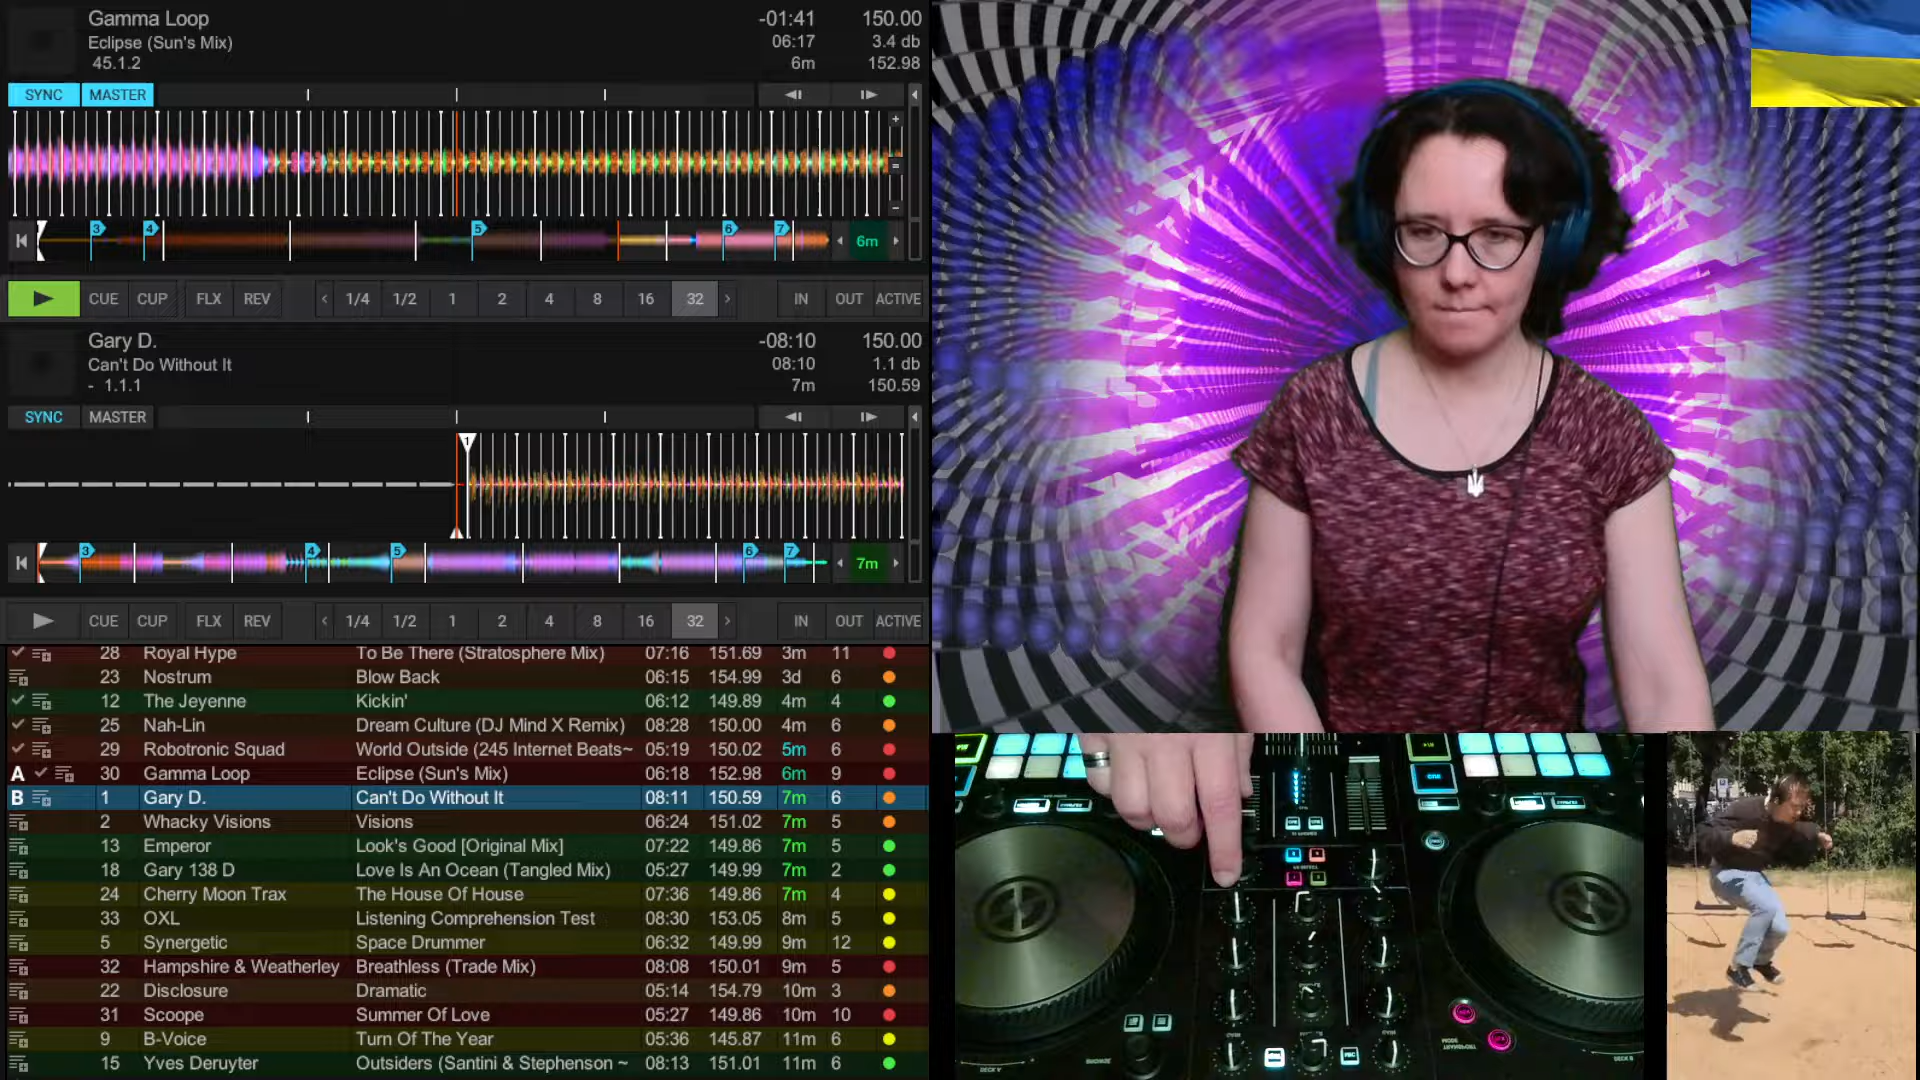 Gamma Loop -01:41 150.00
Eclipse (Sun's Mix) 06:17 3.4 db
45.1.2 6m 152.98
SYNC MASTER
3 4 5 6 7 6m
CUE CUP FLX REV 1/4 1/2 1 2 4 8 16 32 IN OUT ACTIVE
Gary D. -08:10 150.00
Can't Do Without It 08:10 1.1 db
- 1.1.1 7m 150.59
SYNC MASTER
1
3 4 5 6 7 7m
CUE CUP FLX REV 1/4 1/2 1 2 4 8 16 32 IN OUT ACTIVE
28 Royal Hype To Be There (Stratosphere Mix) 07:16 151.69 3m 11
23 Nostrum Blow Back 06:15 154.99 3d 6
12 The Jeyenne Kickin' 06:12 149.89 4m 4
25 Nah-Lin Dream Culture (DJ Mind X Remix) 08:28 150.00 4m 6
29 Robotronic Squad World Outside (245 Internet Beats~ 05:19 150.02 5m 6
A 30 Gamma Loop Eclipse (Sun's Mix) 06:18 152.98 6m 9
B 1 Gary D. Can't Do Without It 08:11 150.59 7m 6
2 Whacky Visions Visions 06:24 151.02 7m 5
13 Emperor Look's Good [Original Mix] 07:22 149.86 7m 5
18 Gary 138 D Love Is An Ocean (Tangled Mix) 05:27 149.99 7m 2
24 Cherry Moon Trax The House Of House 07:36 149.86 7m 4
33 OXL Listening Comprehension Test 08:30 153.05 8m 5
5 Synergetic Space Drummer 06:32 149.99 9m 12
32 Hampshire & Weatherley Breathless (Trade Mix) 08:08 150.01 9m 5
22 Disclosure Dramatic 05:14 154.79 10m 3
31 Scoope Summer Of Love 05:27 149.86 10m 10
9 B-Voice Turn Of The Year 05:36 145.87 11m 6
15 Yves Deruyter Outsiders (Santini & Stephenson ~ 08:13 151.01 11m 6